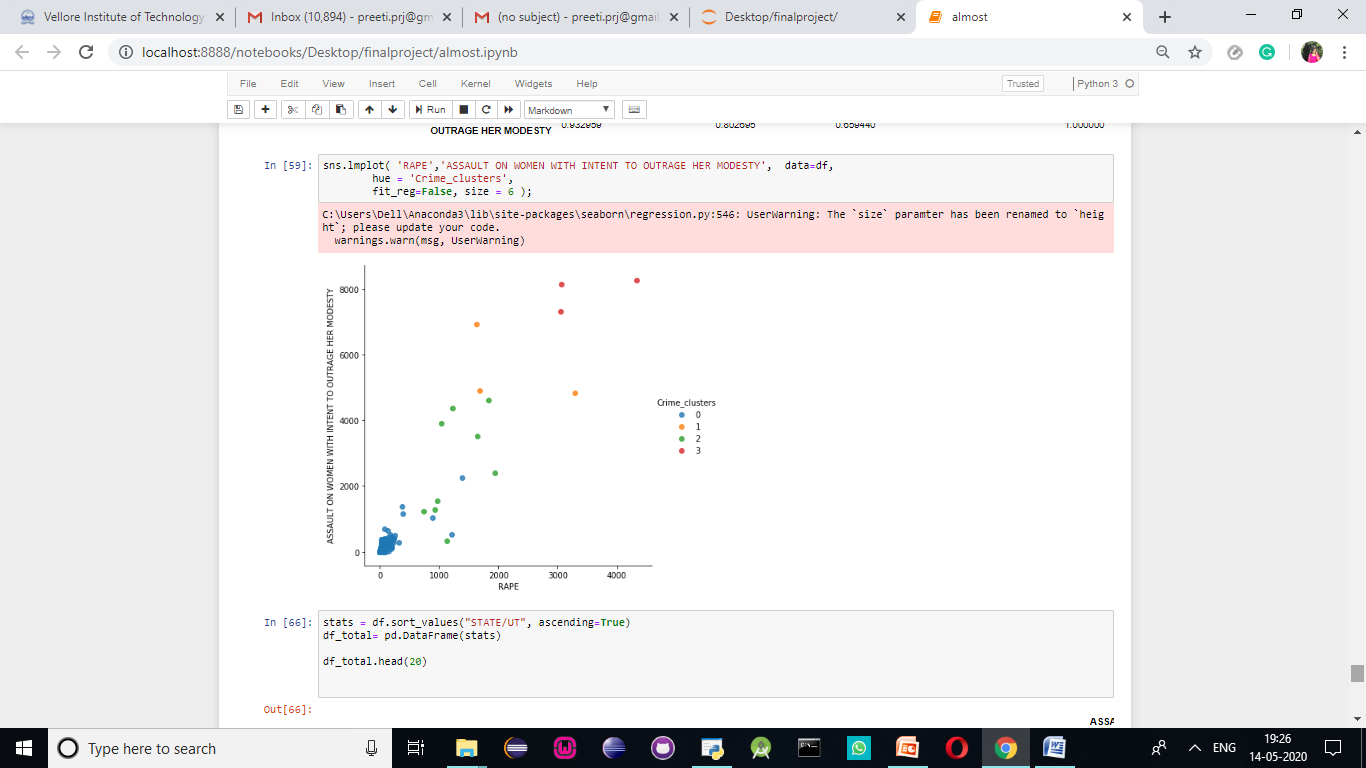 Vellore Institute of Technology
Inbox (10,894) - preeti.prj@gm
(no subject) - preeti.prj@gmail
Desktop/finalproject/
almost
localhost:8888/notebooks/Desktop/finalproject/almost.ipynb
File Edit View Insert Cell Kernel Widgets Help
Trusted
Python 3
Run
Markdown
OUTRAGE HER MODESTY 0.932959 0.802695 0.659440 1.000000
In [59]: sns.lmplot( 'RAPE','ASSAULT ON WOMEN WITH INTENT TO OUTRAGE HER MODESTY', data=df,
hue = 'Crime_clusters',
fit_reg=False, size = 6 );
C:\Users\Dell\Anaconda3\lib\site-packages\seaborn\regression.py:546: UserWarning: The `size` paramter has been renamed to `heig
ht`; please update your code.
warnings.warn(msg, UserWarning)
ASSAULT ON WOMEN WITH INTENT TO OUTRAGE HER MODESTY
8000
6000
4000
2000
0
0 1000 2000 3000 4000
RAPE
Crime_clusters
0
1
2
3
In [66]: stats = df.sort_values("STATE/UT", ascending=True)
df_total= pd.DataFrame(stats)
df_total.head(20)
Out[66]:
ASSA
Type here to search
ENG
19:26
14-05-2020